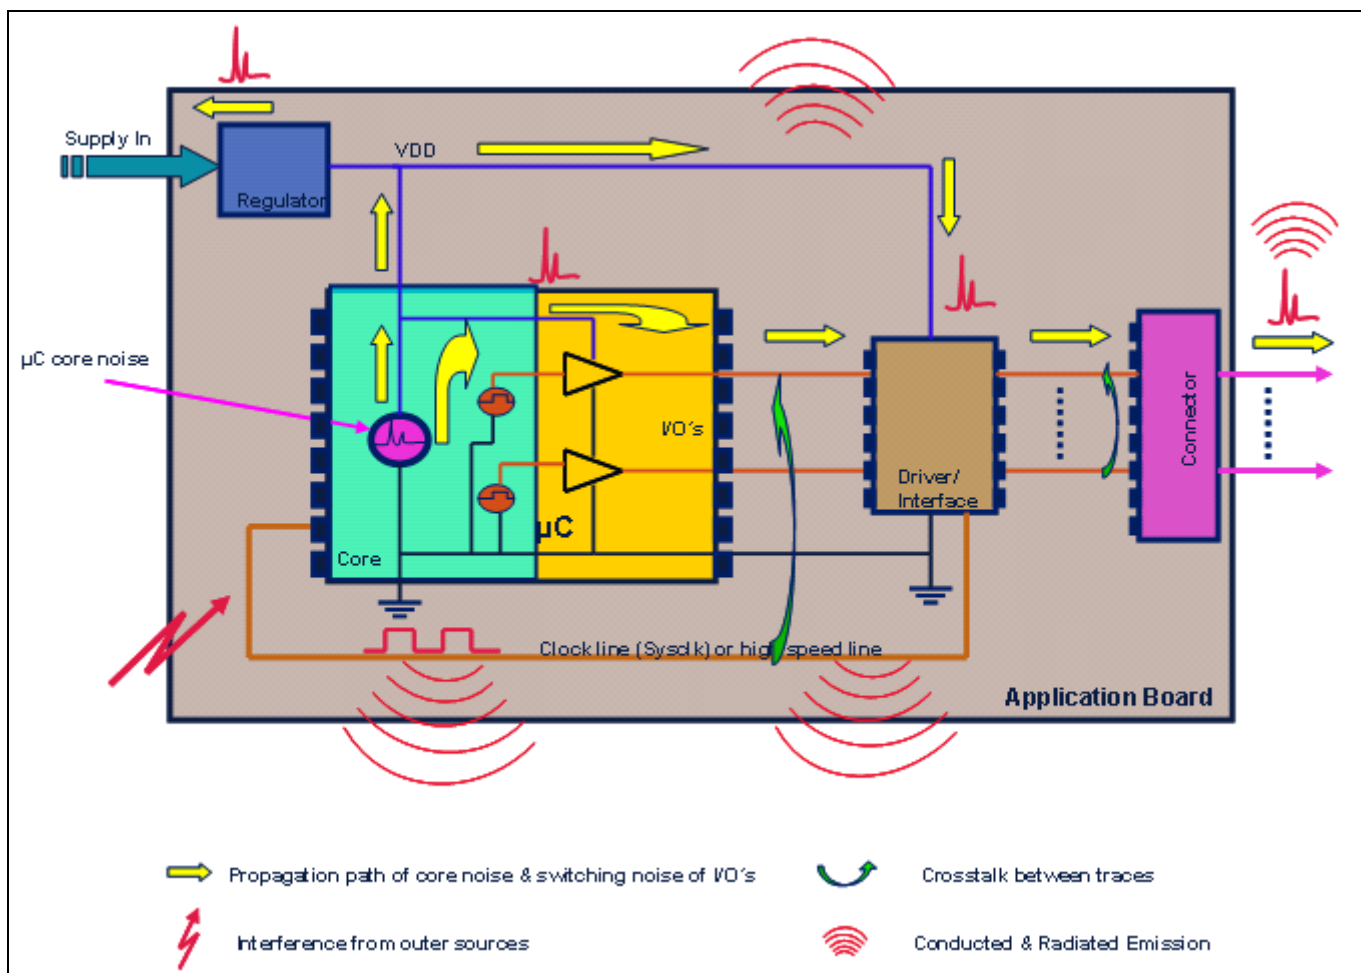 Supply In
VDD
Regulator
µC core noise
I/O's
Connector
Driver/
Interface
µC
Core
Clock line (Sysclk) or high speed line
Application Board
Propagation path of core noise & switching noise of I/O's
Crosstalk between traces
Interference from outer sources
Conducted & Radiated Emission